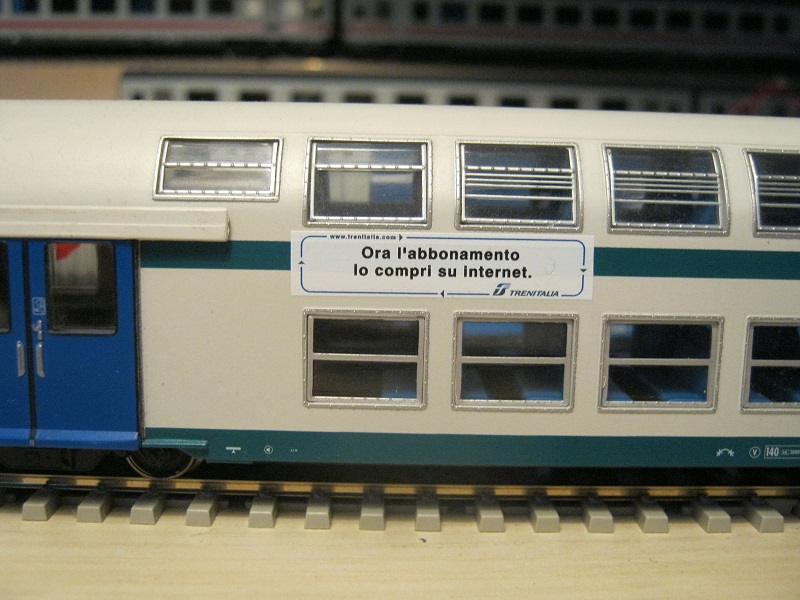 www.trenitalia.com
Ora l'abbonamento
lo compri su internet.
TRENITALIA
V 140